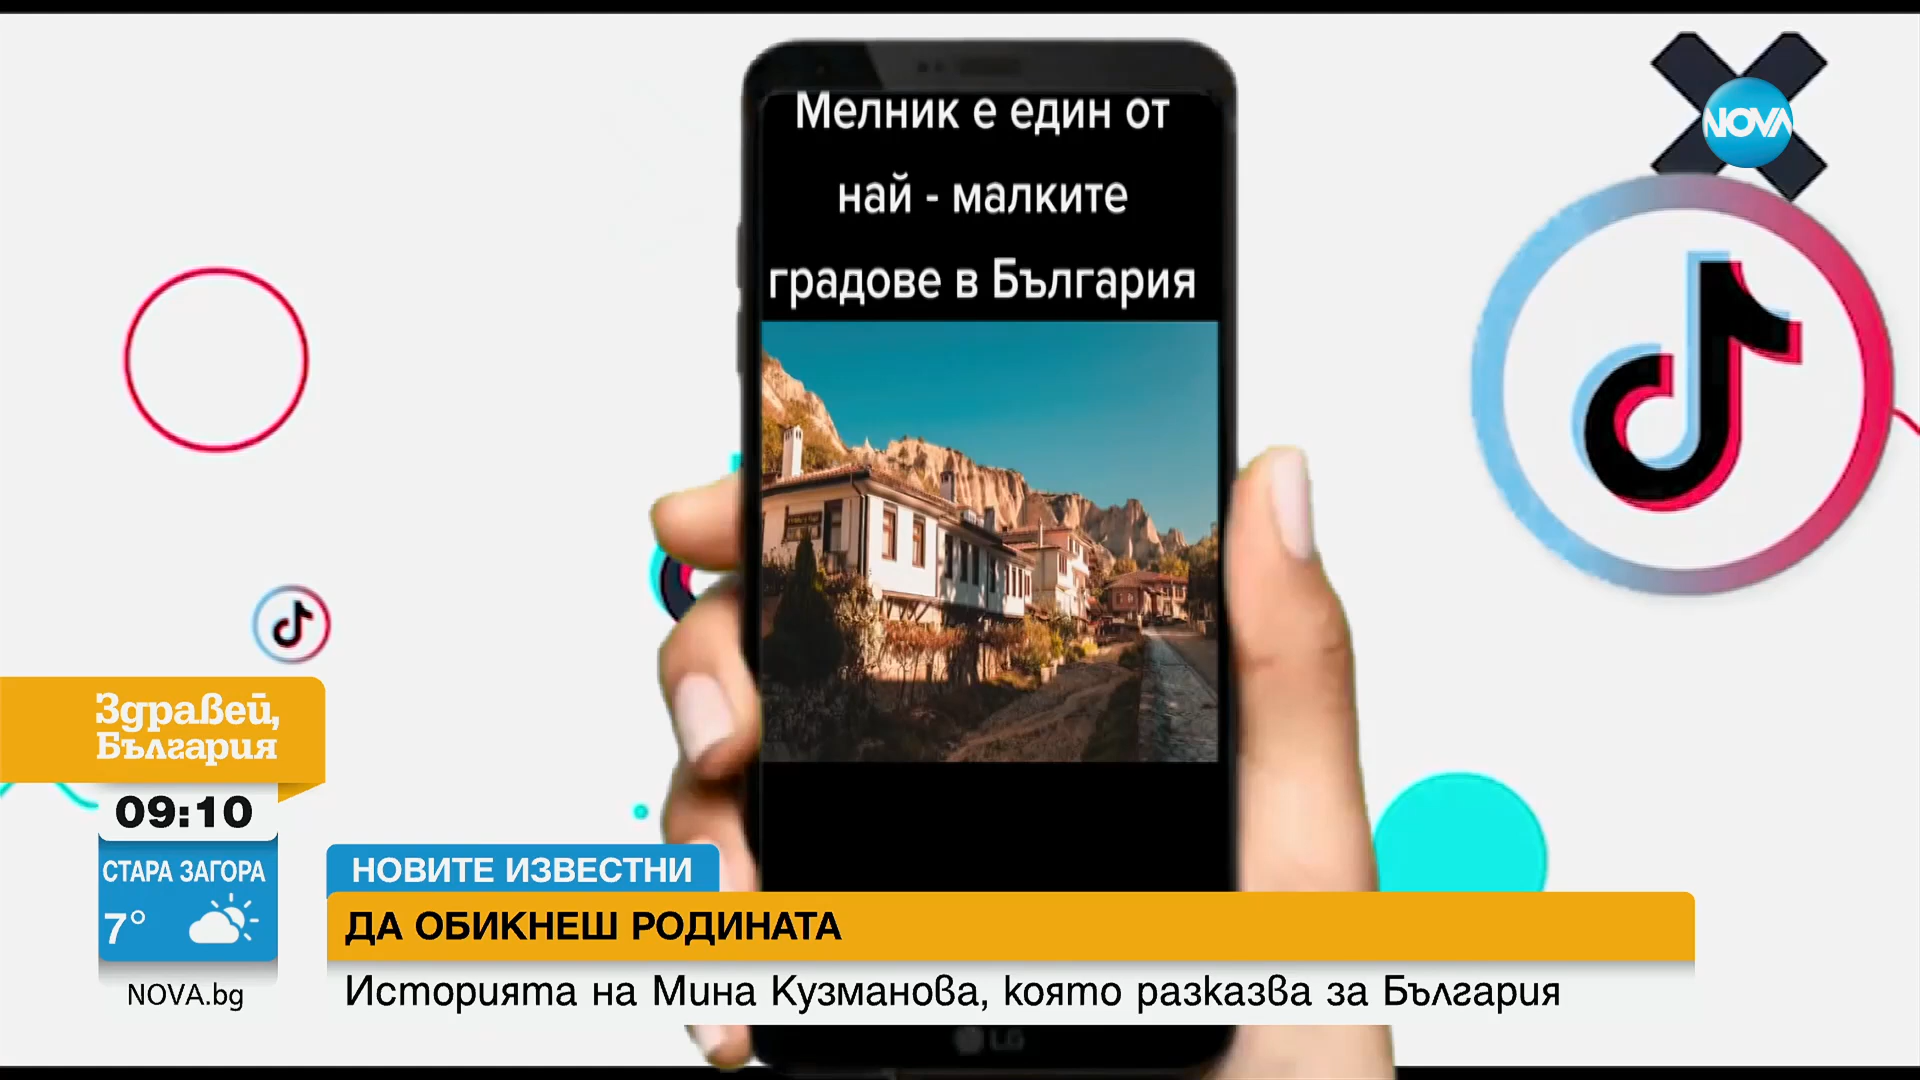 Мелник е един от
най - малките
градове в България
NOVA
Здравей,
България
09:10
СТАРА ЗАГОРА
7°
NOVA.bg
НОВИТЕ ИЗВЕСТНИ
ДА ОБИКНЕШ РОДИНАТА
Историята на Мина Кузманова, която разказва за България
LG